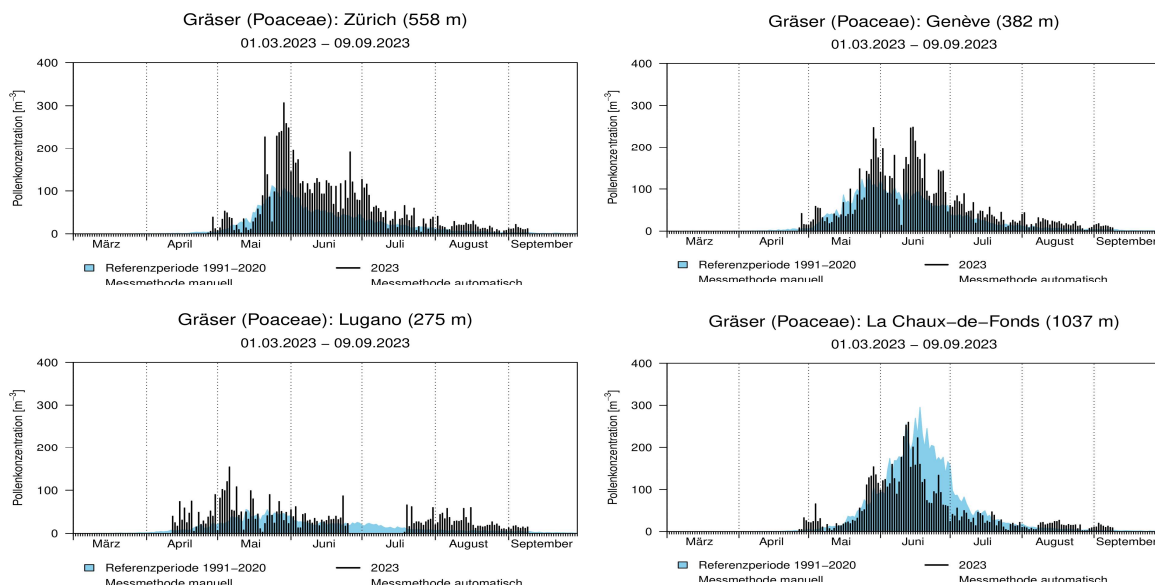 Gräser (Poaceae): Zürich (558 m)
01.03.2023 – 09.09.2023
Pollenkonzentration [m⁻³]
400
300
200
100
0
März April Mai Juni Juli August September
Referenzperiode 1991–2020 2023
Messmethode manuell Messmethode automatisch
Gräser (Poaceae): Genève (382 m)
01.03.2023 – 09.09.2023
Pollenkonzentration [m⁻³]
400
300
200
100
0
März April Mai Juni Juli August September
Referenzperiode 1991–2020 2023
Messmethode manuell Messmethode automatisch
Gräser (Poaceae): Lugano (275 m)
01.03.2023 – 09.09.2023
Pollenkonzentration [m⁻³]
400
300
200
100
0
März April Mai Juni Juli August September
Referenzperiode 1991–2020 2023
Messmethode manuell Messmethode automatisch
Gräser (Poaceae): La Chaux–de–Fonds (1037 m)
01.03.2023 – 09.09.2023
Pollenkonzentration [m⁻³]
400
300
200
100
0
März April Mai Juni Juli August September
Referenzperiode 1991–2020 2023
Messmethode manuell Messmethode automatisch